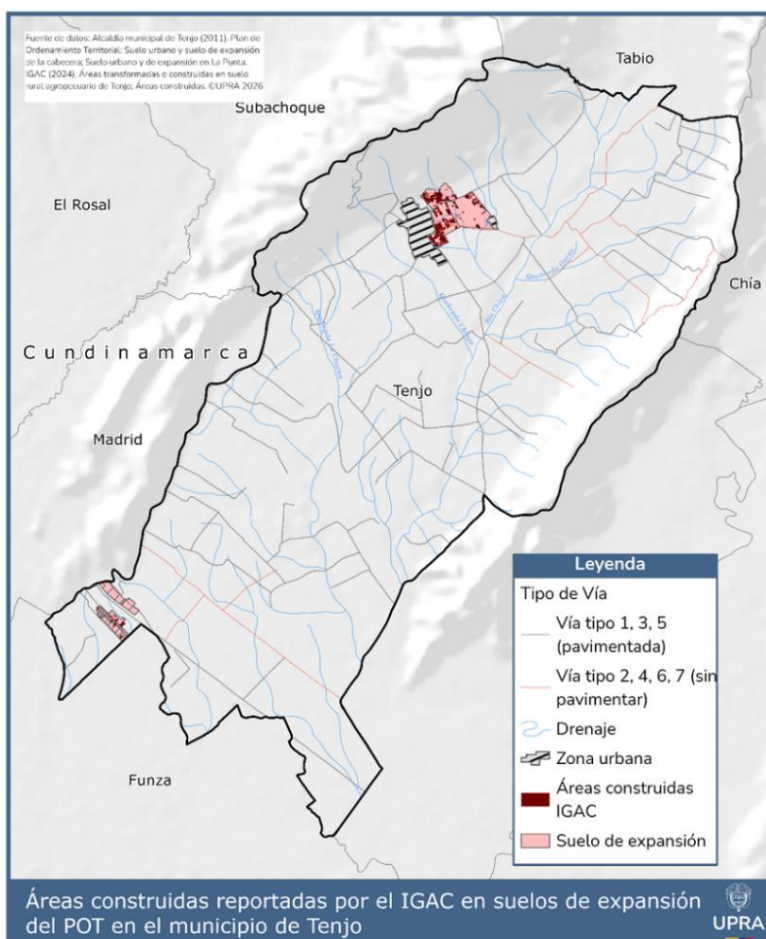 Fuente de datos: Alcaldía municipal de Tenjo (2011). Plan de
Ordenamiento Territorial: Suelo urbano y suelo de expansión
de la cabecera; Suelo urbano y de expansión en La Punta.
IGAC (2024). Áreas transformadas o construidas en suelo
rural agropecuario de Tenjo; Áreas construidas. ©UPRA 2026
Tabio
Subachoque
El Rosal
Chía
Cundinamarca
Tenjo
Madrid
Funza
Río Chicú
Leyenda
Tipo de Vía
Vía tipo 1, 3, 5
(pavimentada)
Vía tipo 2, 4, 6, 7 (sin
pavimentar)
Drenaje
Zona urbana
Áreas construidas
IGAC
Suelo de expansión
Áreas construidas reportadas por el IGAC en suelos de expansión
del POT en el municipio de Tenjo
UPRA